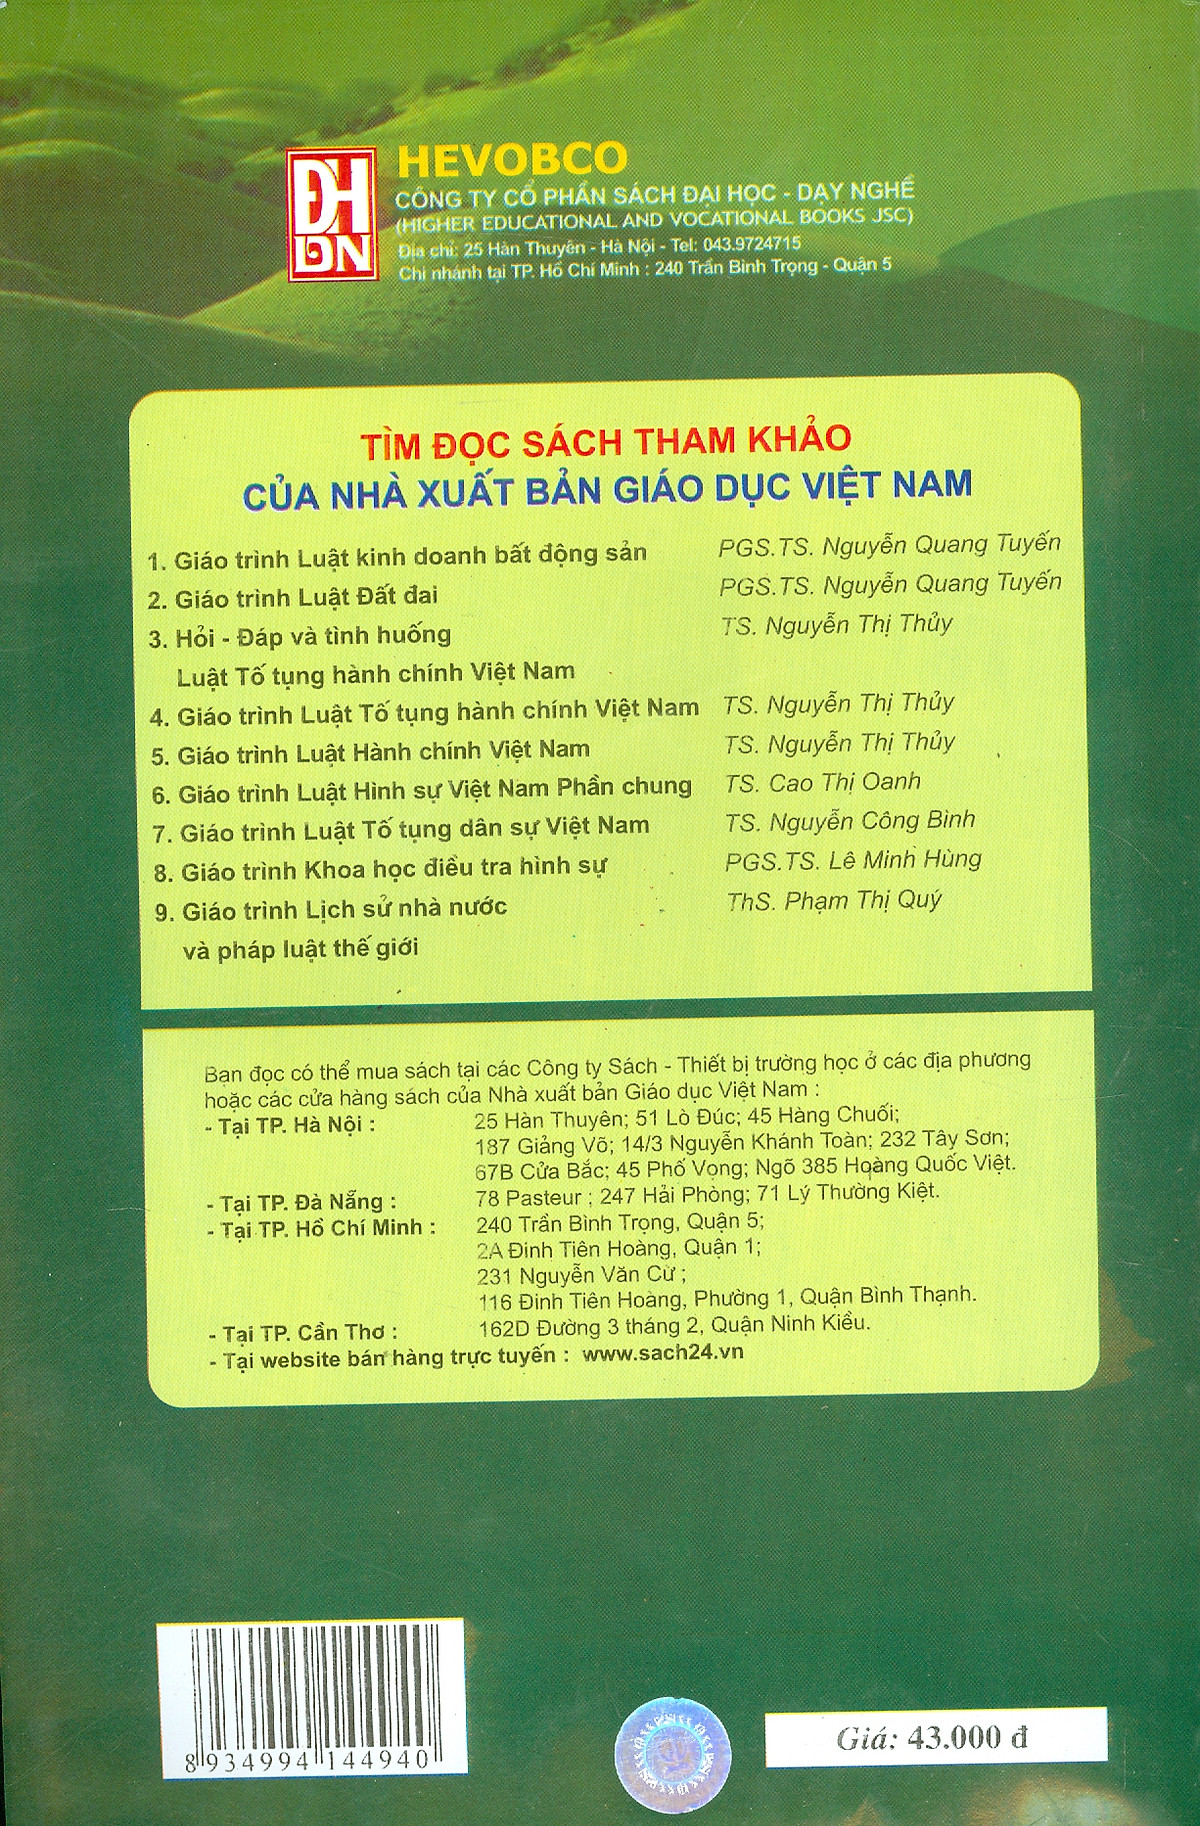 ĐH
DN
HEVOBCO
CÔNG TY CỔ PHẦN SÁCH ĐẠI HỌC - DẠY NGHỀ
(HIGHER EDUCATIONAL AND VOCATIONAL BOOKS JSC)
Địa chỉ: 25 Hàn Thuyên - Hà Nội - Tel: 043.9724715
Chi nhánh tại TP. Hồ Chí Minh : 240 Trần Bình Trọng - Quận 5
TÌM ĐỌC SÁCH THAM KHẢO
CỦA NHÀ XUẤT BẢN GIÁO DỤC VIỆT NAM
1. Giáo trình Luật kinh doanh bất động sản PGS.TS. Nguyễn Quang Tuyến
2. Giáo trình Luật Đất đai PGS.TS. Nguyễn Quang Tuyến
3. Hỏi - Đáp và tình huống TS. Nguyễn Thị Thủy
Luật Tố tụng hành chính Việt Nam
4. Giáo trình Luật Tố tụng hành chính Việt Nam TS. Nguyễn Thị Thủy
5. Giáo trình Luật Hành chính Việt Nam TS. Nguyễn Thị Thủy
6. Giáo trình Luật Hình sự Việt Nam Phần chung TS. Cao Thị Oanh
7. Giáo trình Luật Tố tụng dân sự Việt Nam TS. Nguyễn Công Bình
8. Giáo trình Khoa học điều tra hình sự PGS.TS. Lê Minh Hùng
9. Giáo trình Lịch sử nhà nước ThS. Phạm Thị Quý
và pháp luật thế giới
Bạn đọc có thể mua sách tại các Công ty Sách - Thiết bị trường học ở các địa phương
hoặc các cửa hàng sách của Nhà xuất bản Giáo dục Việt Nam :
- Tại TP. Hà Nội : 25 Hàn Thuyên; 51 Lò Đúc; 45 Hàng Chuối;
187 Giảng Võ; 14/3 Nguyễn Khánh Toàn; 232 Tây Sơn;
67B Cửa Bắc; 45 Phố Vọng; Ngõ 385 Hoàng Quốc Việt.
- Tại TP. Đà Nẵng : 78 Pasteur ; 247 Hải Phòng; 71 Lý Thường Kiệt.
- Tại TP. Hồ Chí Minh : 240 Trần Bình Trọng, Quận 5;
2A Đinh Tiên Hoàng, Quận 1;
231 Nguyễn Văn Cừ ;
116 Đinh Tiên Hoàng, Phường 1, Quận Bình Thạnh.
- Tại TP. Cần Thơ : 162D Đường 3 tháng 2, Quận Ninh Kiều.
- Tại website bán hàng trực tuyến : www.sach24.vn
8 934994 144940
Giá: 43.000 đ